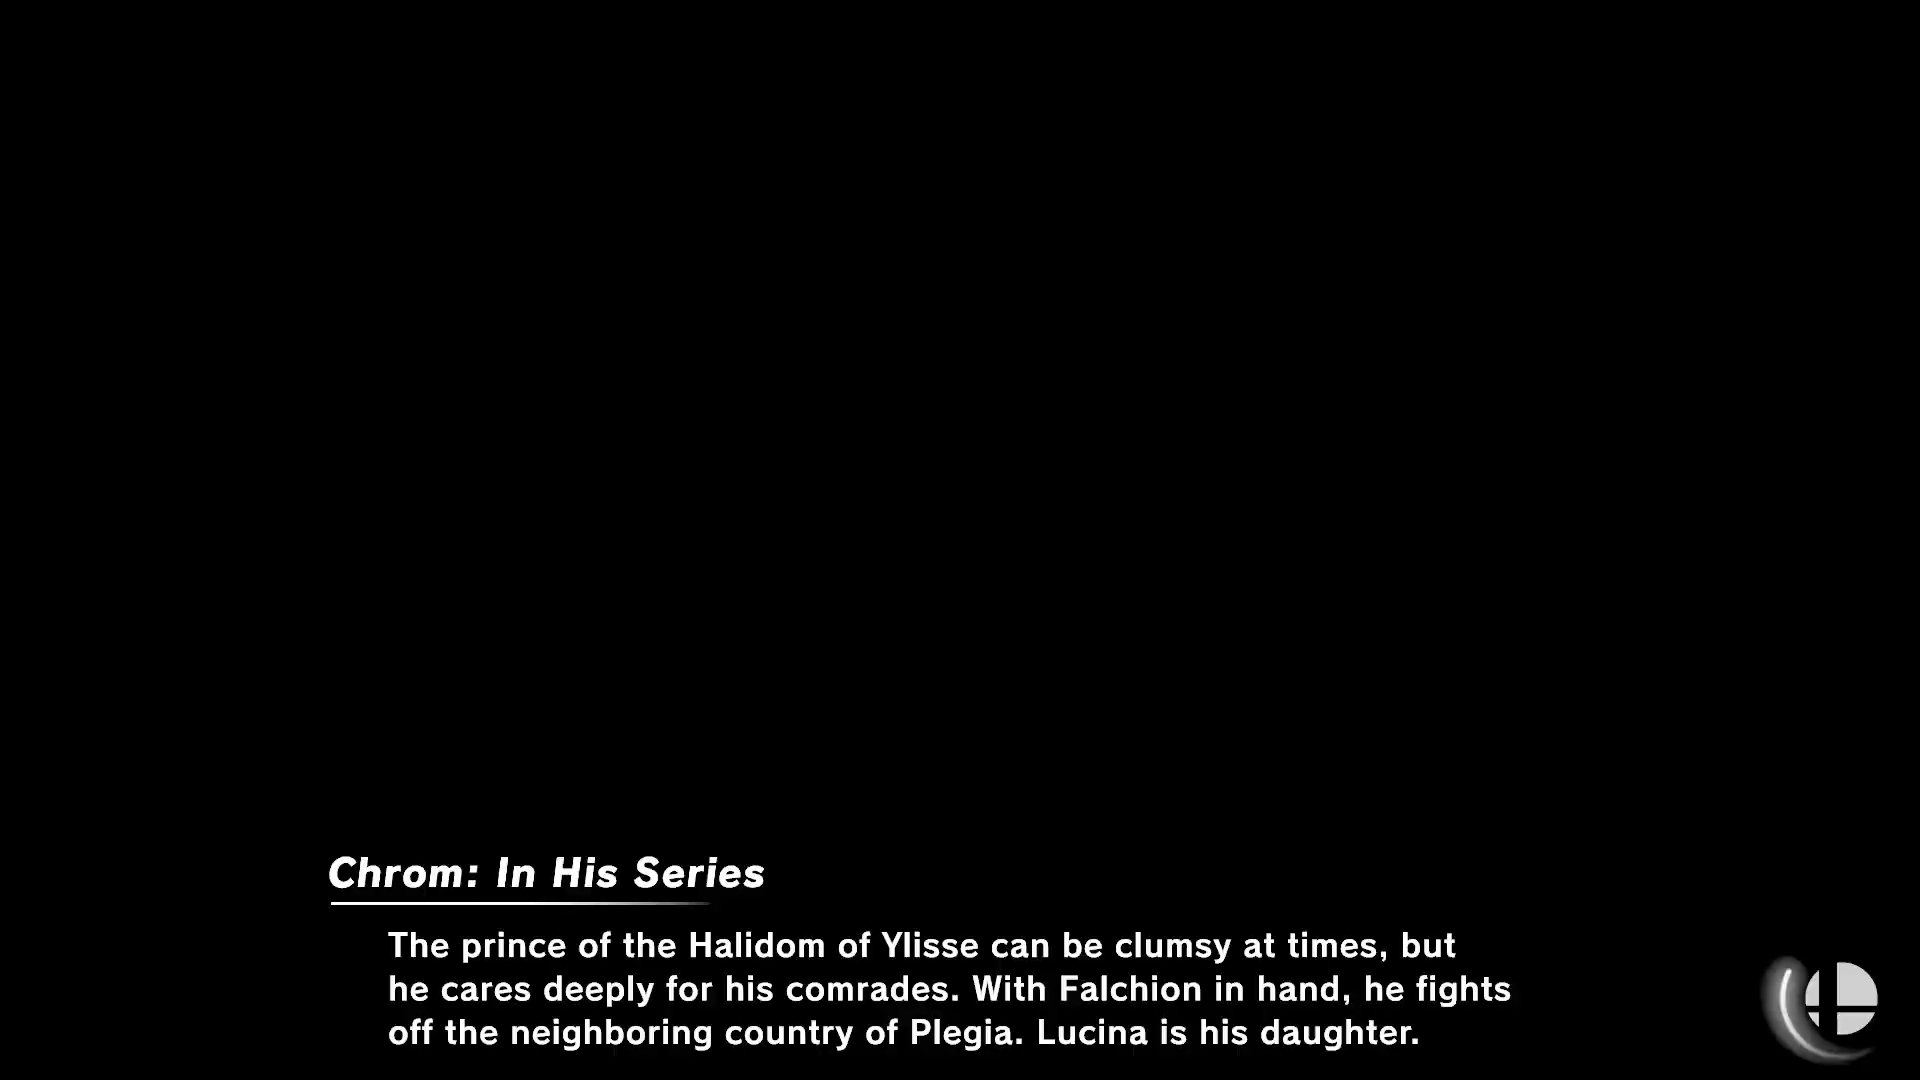 Chrom: In His Series
The prince of the Halidom of Ylisse can be clumsy at times, but
he cares deeply for his comrades. With Falchion in hand, he fights
off the neighboring country of Plegia. Lucina is his daughter.